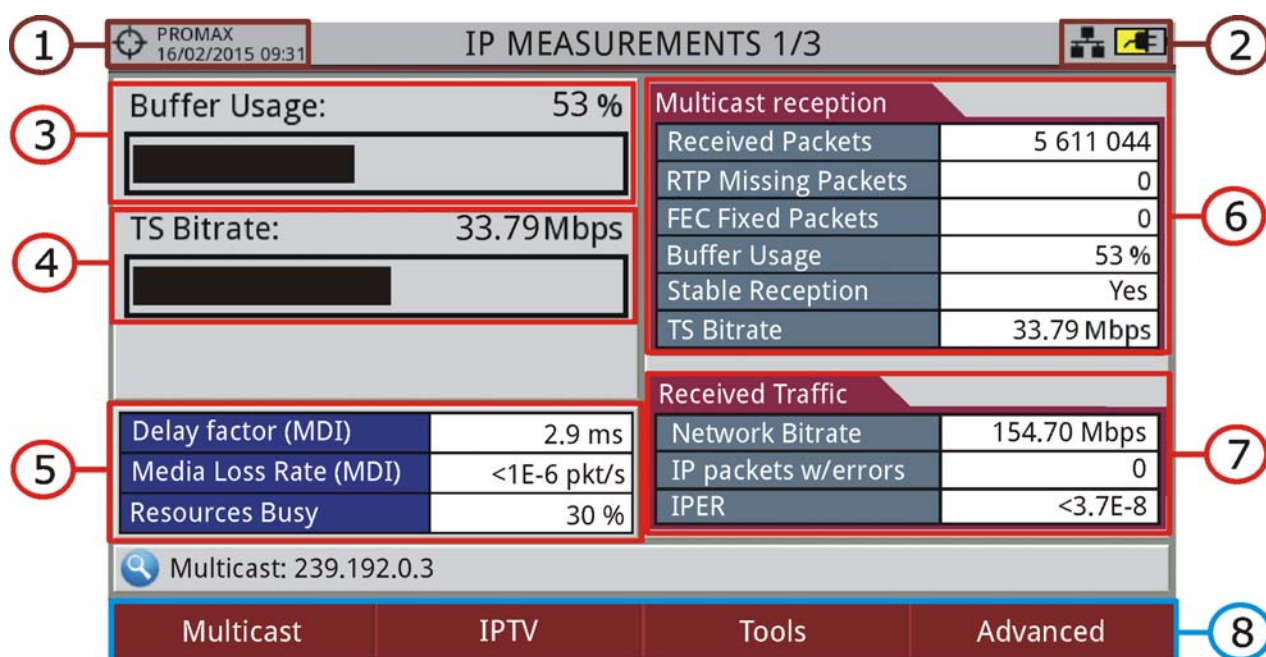 1
PROMAX
16/02/2015 09:31
IP MEASUREMENTS 1/3
2
3
Buffer Usage: 53 %
4
TS Bitrate: 33.79 Mbps
5
Delay factor (MDI) 2.9 ms
Media Loss Rate (MDI) <1E-6 pkt/s
Resources Busy 30 %
Multicast reception
Received Packets 5 611 044
RTP Missing Packets 0
FEC Fixed Packets 0
Buffer Usage 53 %
Stable Reception Yes
TS Bitrate 33.79 Mbps
6
Received Traffic
Network Bitrate 154.70 Mbps
IP packets w/errors 0
IPER <3.7E-8
7
Multicast: 239.192.0.3
Multicast IPTV Tools Advanced
8